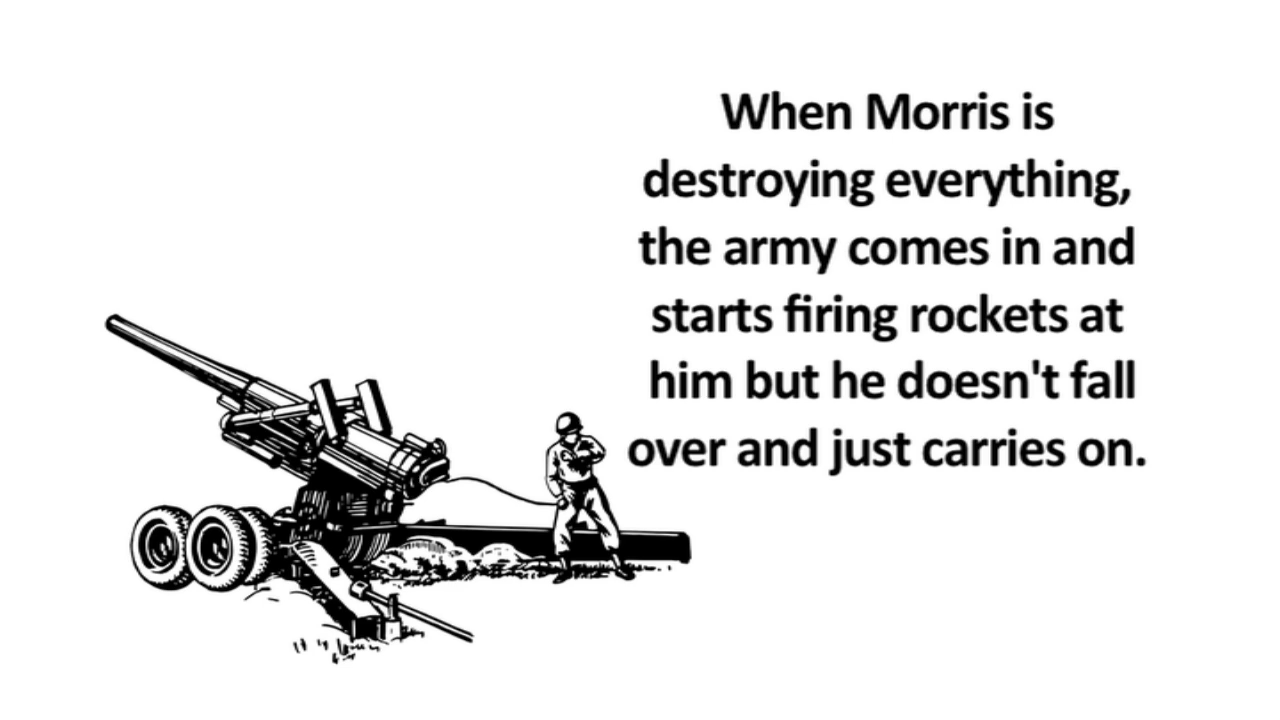 When Morris is
destroying everything,
the army comes in and
starts firing rockets at
him but he doesn't fall
over and just carries on.